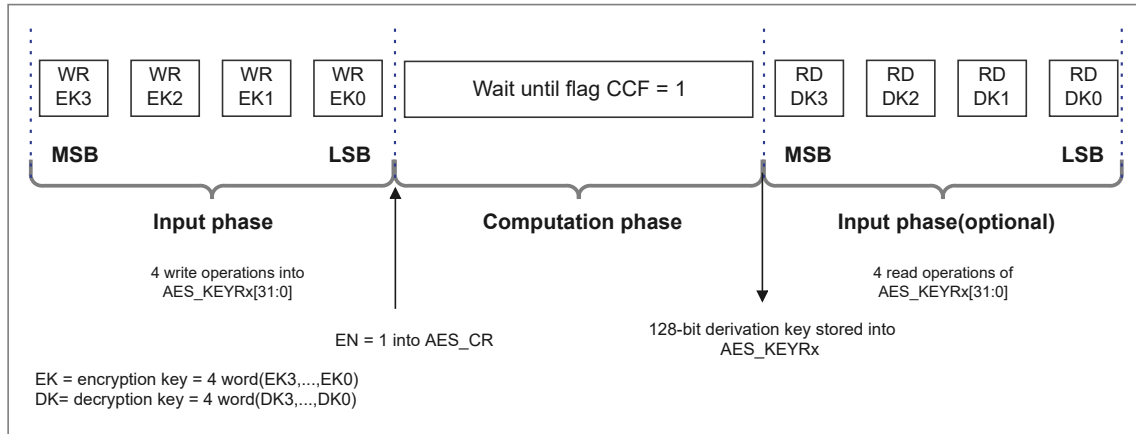 WR EK3
WR EK2
WR EK1
WR EK0
Wait until flag CCF = 1
RD DK3
RD DK2
RD DK1
RD DK0
MSB
LSB
MSB
LSB
Input phase
Computation phase
Input phase(optional)
4 write operations into
AES_KEYRx[31:0]
4 read operations of
AES_KEYRx[31:0]
EN = 1 into AES_CR
128-bit derivation key stored into
AES_KEYRx
EK = encryption key = 4 word(EK3,...,EK0)
DK= decryption key = 4 word(DK3,...,DK0)